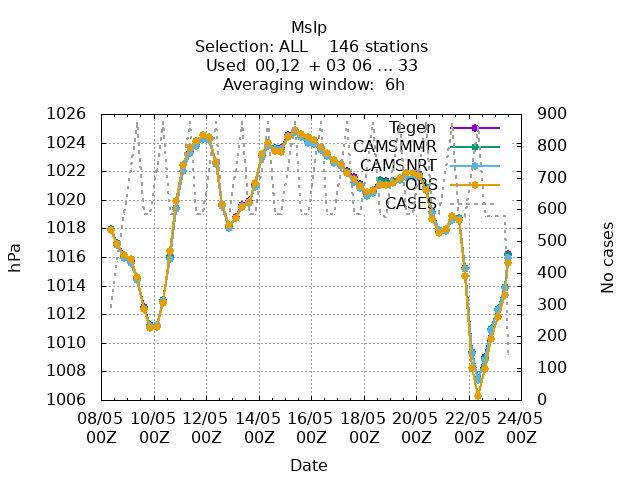 Mslp
Selection: ALL    146 stations
Used  00,12  + 03 06 ... 33
Averaging window:  6h
1026
1024
1022
1020
1018
1016
1014
1012
1010
1008
1006
900
800
700
600
500
400
300
200
100
0
hPa
No cases
Tegen
CAMSMMR
CAMSNRT
OBS
CASES
08/05 10/05 12/05 14/05 16/05 18/05 20/05 22/05 24/05
00Z 00Z 00Z 00Z 00Z 00Z 00Z 00Z 00Z
Date